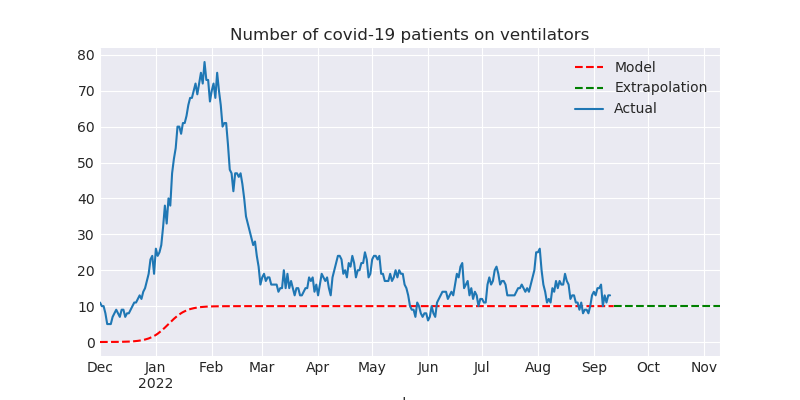 Number of covid-19 patients on ventilators
80
70
60
50
40
30
20
10
0
Model
Extrapolation
Actual
Dec Jan Feb Mar Apr May Jun Jul Aug Sep Oct Nov
2022